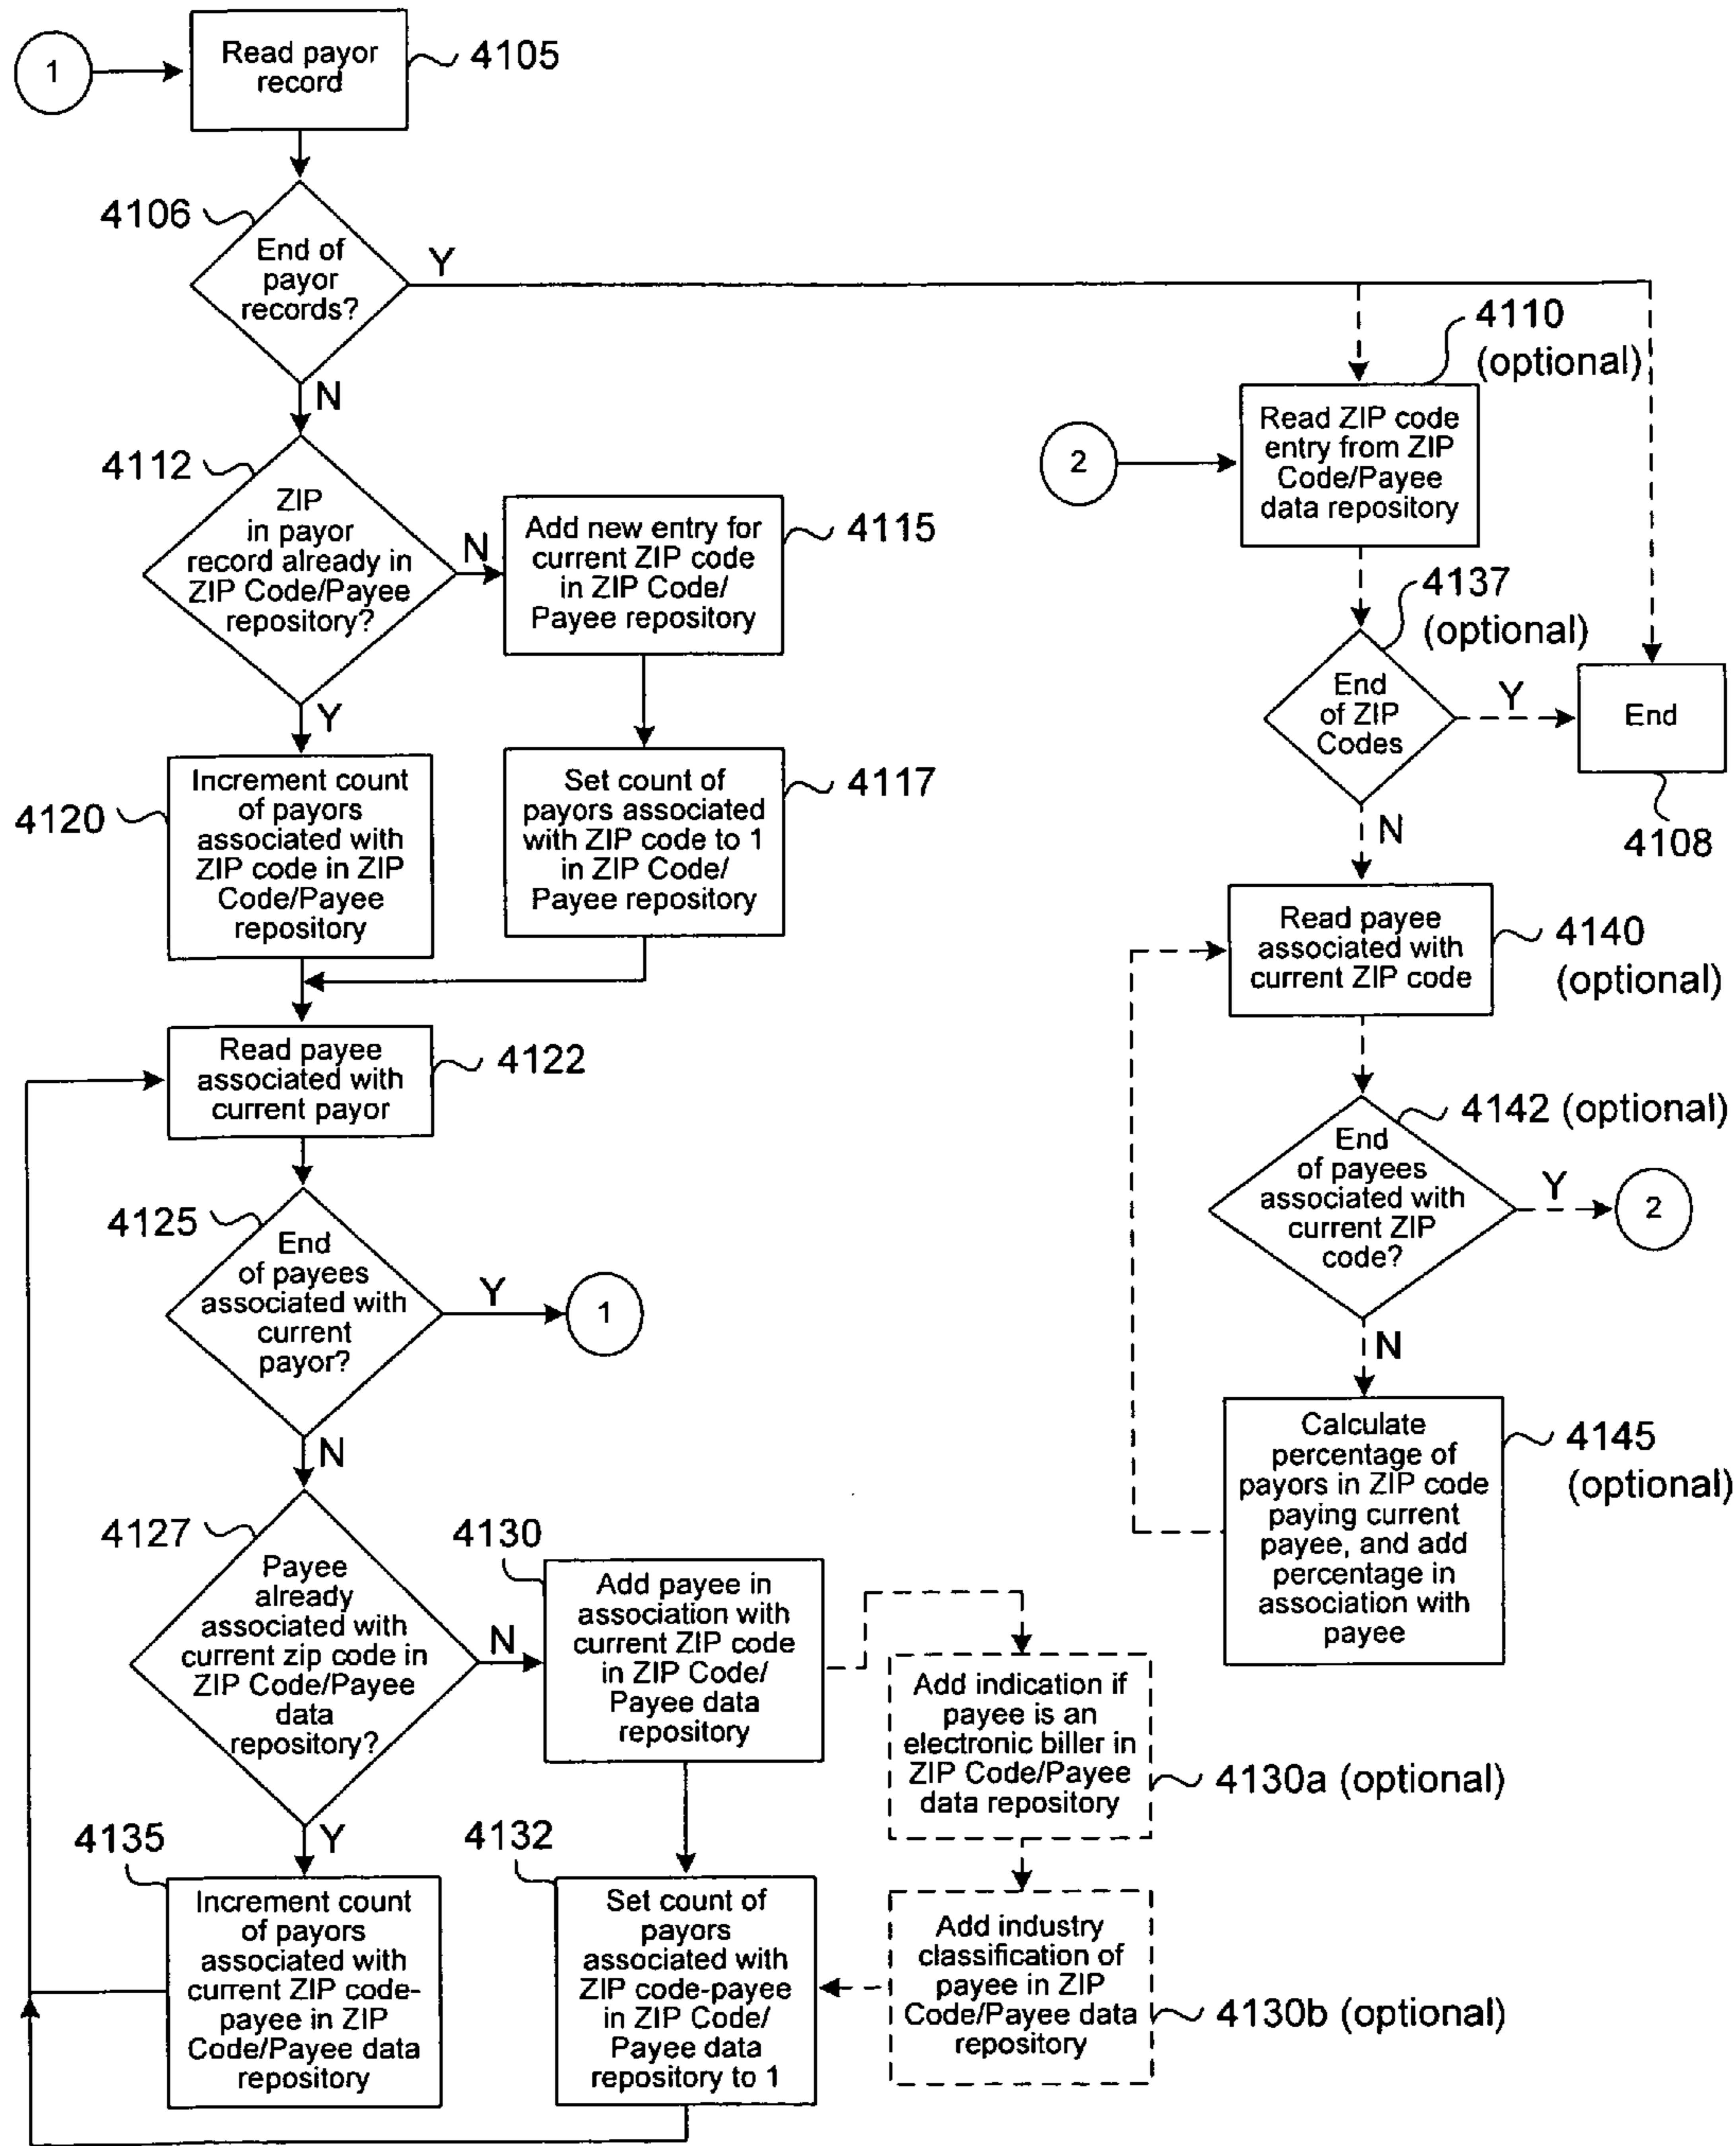 1
Read payor
record
4105
4106
End of
payor
records?
Y
N
4112
ZIP
in payor
record already in
ZIP Code/Payee
repository?
N
Y
Add new entry for
current ZIP code
in ZIP Code/
Payee repository
4115
Set count of
payors associated
with ZIP code to 1
in ZIP Code/
Payee repository
4117
4120
Increment count
of payors
associated with
ZIP code in ZIP
Code/Payee
repository
Read payee
associated with
current payor
4122
4125
End
of payees
associated with
current
payor?
Y
1
N
4127
Payee
already
associated with
current zip code in
ZIP Code/Payee
data
repository?
N
Y
4130
Add payee in
association with
current ZIP code
in ZIP Code/
Payee data
repository
Add indication if
payee is an
electronic biller in
ZIP Code/Payee
data repository
4130a (optional)
Add industry
classification of
payee in ZIP
Code/Payee data
repository
4130b (optional)
4132
Set count of
payors
associated with
ZIP code-payee
in ZIP Code/
Payee data
repository to 1
4135
Increment count
of payors
associated with
current ZIP code-
payee in ZIP
Code/Payee data
repository
4110
(optional)
2
Read ZIP code
entry from ZIP
Code/Payee
data repository
4137
(optional)
End
of ZIP
Codes
Y
End
4108
N
Read payee
associated with
current ZIP code
4140
(optional)
4142 (optional)
End
of payees
associated with
current ZIP
code?
Y
2
N
Calculate
percentage of
payors in ZIP code
paying current
payee, and add
percentage in
association with
payee
4145
(optional)